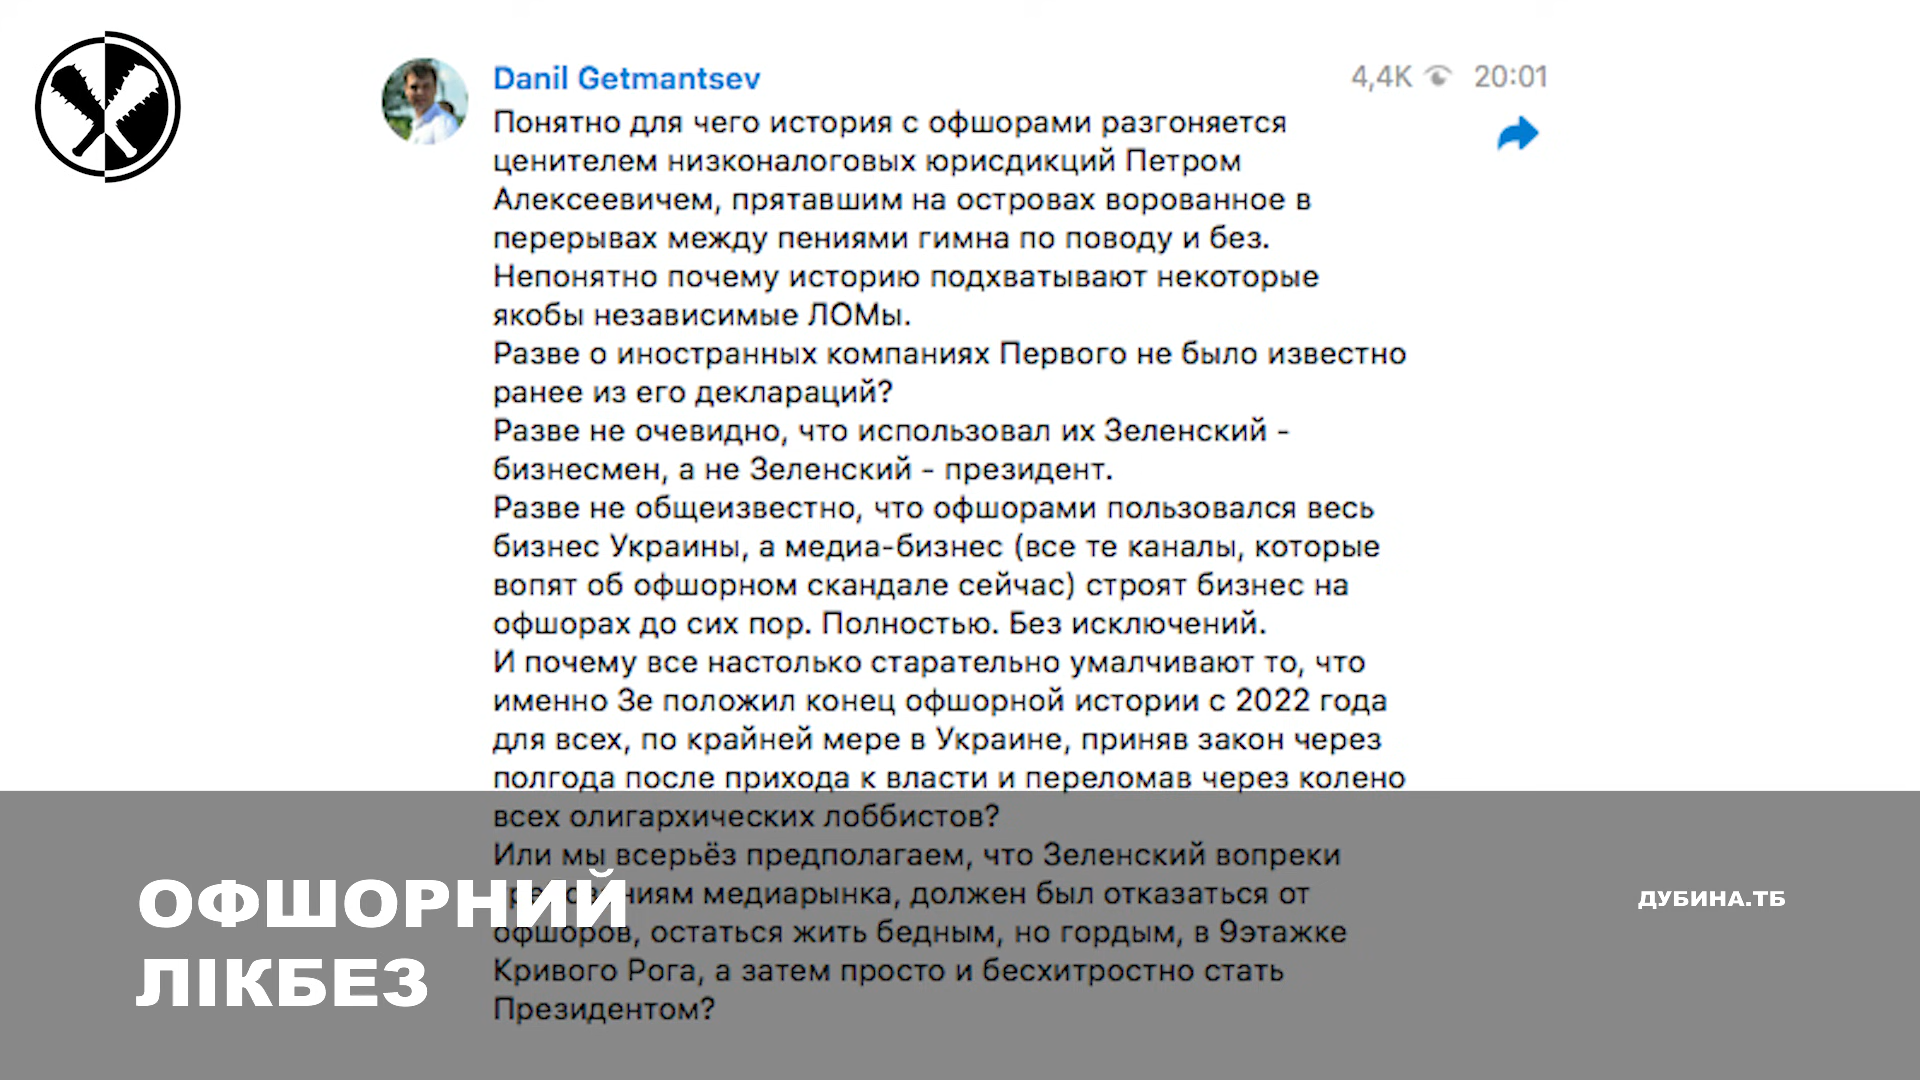 Danil Getmantsev
4,4K 20:01
Понятно для чего история с офшорами разгоняется
ценителем низконалоговых юрисдикций Петром
Алексеевичем, прятавшим на островах ворованное в
перерывах между пениями гимна по поводу и без.
Непонятно почему историю подхватывают некоторые
якобы независимые ЛОМы.
Разве о иностранных компаниях Первого не было известно
ранее из его деклараций?
Разве не очевидно, что использовал их Зеленский -
бизнесмен, а не Зеленский - президент.
Разве не общеизвестно, что офшорами пользовался весь
бизнес Украины, а медиа-бизнес (все те каналы, которые
вопят об офшорном скандале сейчас) строят бизнес на
офшорах до сих пор. Полностью. Без исключений.
И почему все настолько старательно умалчивают то, что
именно Зе положил конец офшорной истории с 2022 года
для всех, по крайней мере в Украине, приняв закон через
полгода после прихода к власти и переломав через колено
всех олигархических лоббистов?
Или мы всерьёз предполагаем, что Зеленский вопреки
медиарынка, должен был отказаться от
офшоров, остаться жить бедным, но гордым, в 9этажке
Кривого Рога, а затем просто и бесхитростно стать
Президентом?
ОФШОРНИЙ
ЛІКБЕЗ
ДУБИНА.ТБ